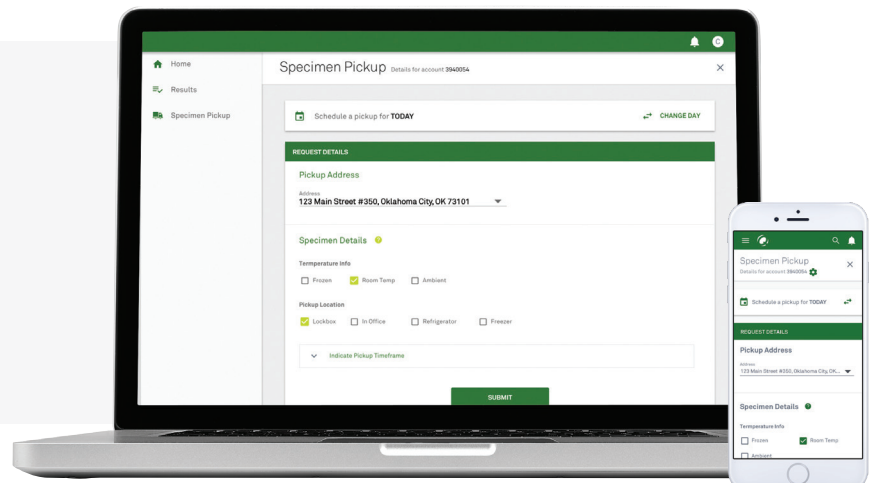 C
Home
Results
Specimen Pickup
Specimen Pickup Details for account 3940054
Schedule a pickup for TODAY
CHANGE DAY
REQUEST DETAILS
Pickup Address
Address
123 Main Street #350, Oklahoma City, OK 73101
Specimen Details ?
Termperature Info
Frozen Room Temp Ambient
Pickup Location
Lockbox In Office Refrigerator Freezer
Indicate Pickup Timeframe
SUBMIT
Specimen Pickup
Details for account 3940054
Schedule a pickup for TODAY
REQUEST DETAILS
Pickup Address
Address
123 Main Street #350, Oklahoma City, OK...
Specimen Details ?
Termperature Info
Frozen Room Temp
Ambient